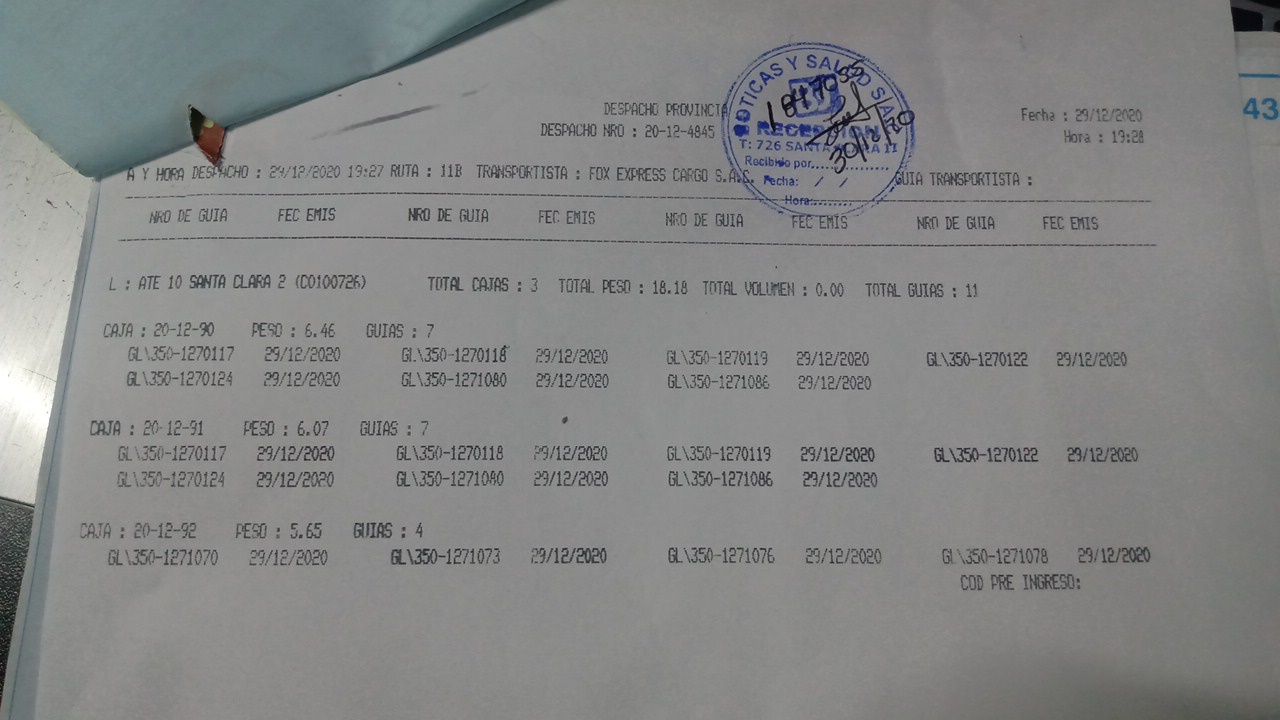 DESPACHO PROVINCIA
Fecha : 29/12/2020
DESPACHO NRO : 20-12-4845
Hora : 19:28
BOTICAS Y SALUD S.A.C
1847055
RECEPCION
T: 726 SANTA CLARA II
Recibido por
30/12/20
Fecha: / /
Hora:
A Y HORA DESPACHO : 29/12/2020 19:27 RUTA : 11B TRANSPORTISTA : FOX EXPRESS CARGO S.A.C. GUIA TRANSPORTISTA :
NRO DE GUIA FEC EMIS NRO DE GUIA FEC EMIS NRO DE GUIA FEC EMIS NRO DE GUIA FEC EMIS
L : ATE 10 SANTA CLARA 2 (CO100726) TOTAL CAJAS : 3 TOTAL PESO : 18.18 TOTAL VOLUMEN : 0.00 TOTAL GUIAS : 11
CAJA : 20-12-90 PESO : 6.46 GUIAS : 7
GL\350-1270117 29/12/2020 GL\350-1270118 29/12/2020 GL\350-1270119 29/12/2020 GL\350-1270122 29/12/2020
GL\350-1270124 29/12/2020 GL\350-1271080 29/12/2020 GL\350-1271086 29/12/2020
CAJA : 20-12-91 PESO : 6.07 GUIAS : 7
GL\350-1270117 29/12/2020 GL\350-1270118 29/12/2020 GL\350-1270119 29/12/2020 GL\350-1270122 29/12/2020
GL\350-1270124 29/12/2020 GL\350-1271080 29/12/2020 GL\350-1271086 29/12/2020
CAJA : 20-12-92 PESO : 5.65 GUIAS : 4
GL\350-1271070 29/12/2020 GL\350-1271073 29/12/2020 GL\350-1271076 29/12/2020 GL\350-1271078 29/12/2020
COD PRE INGRESO:
43